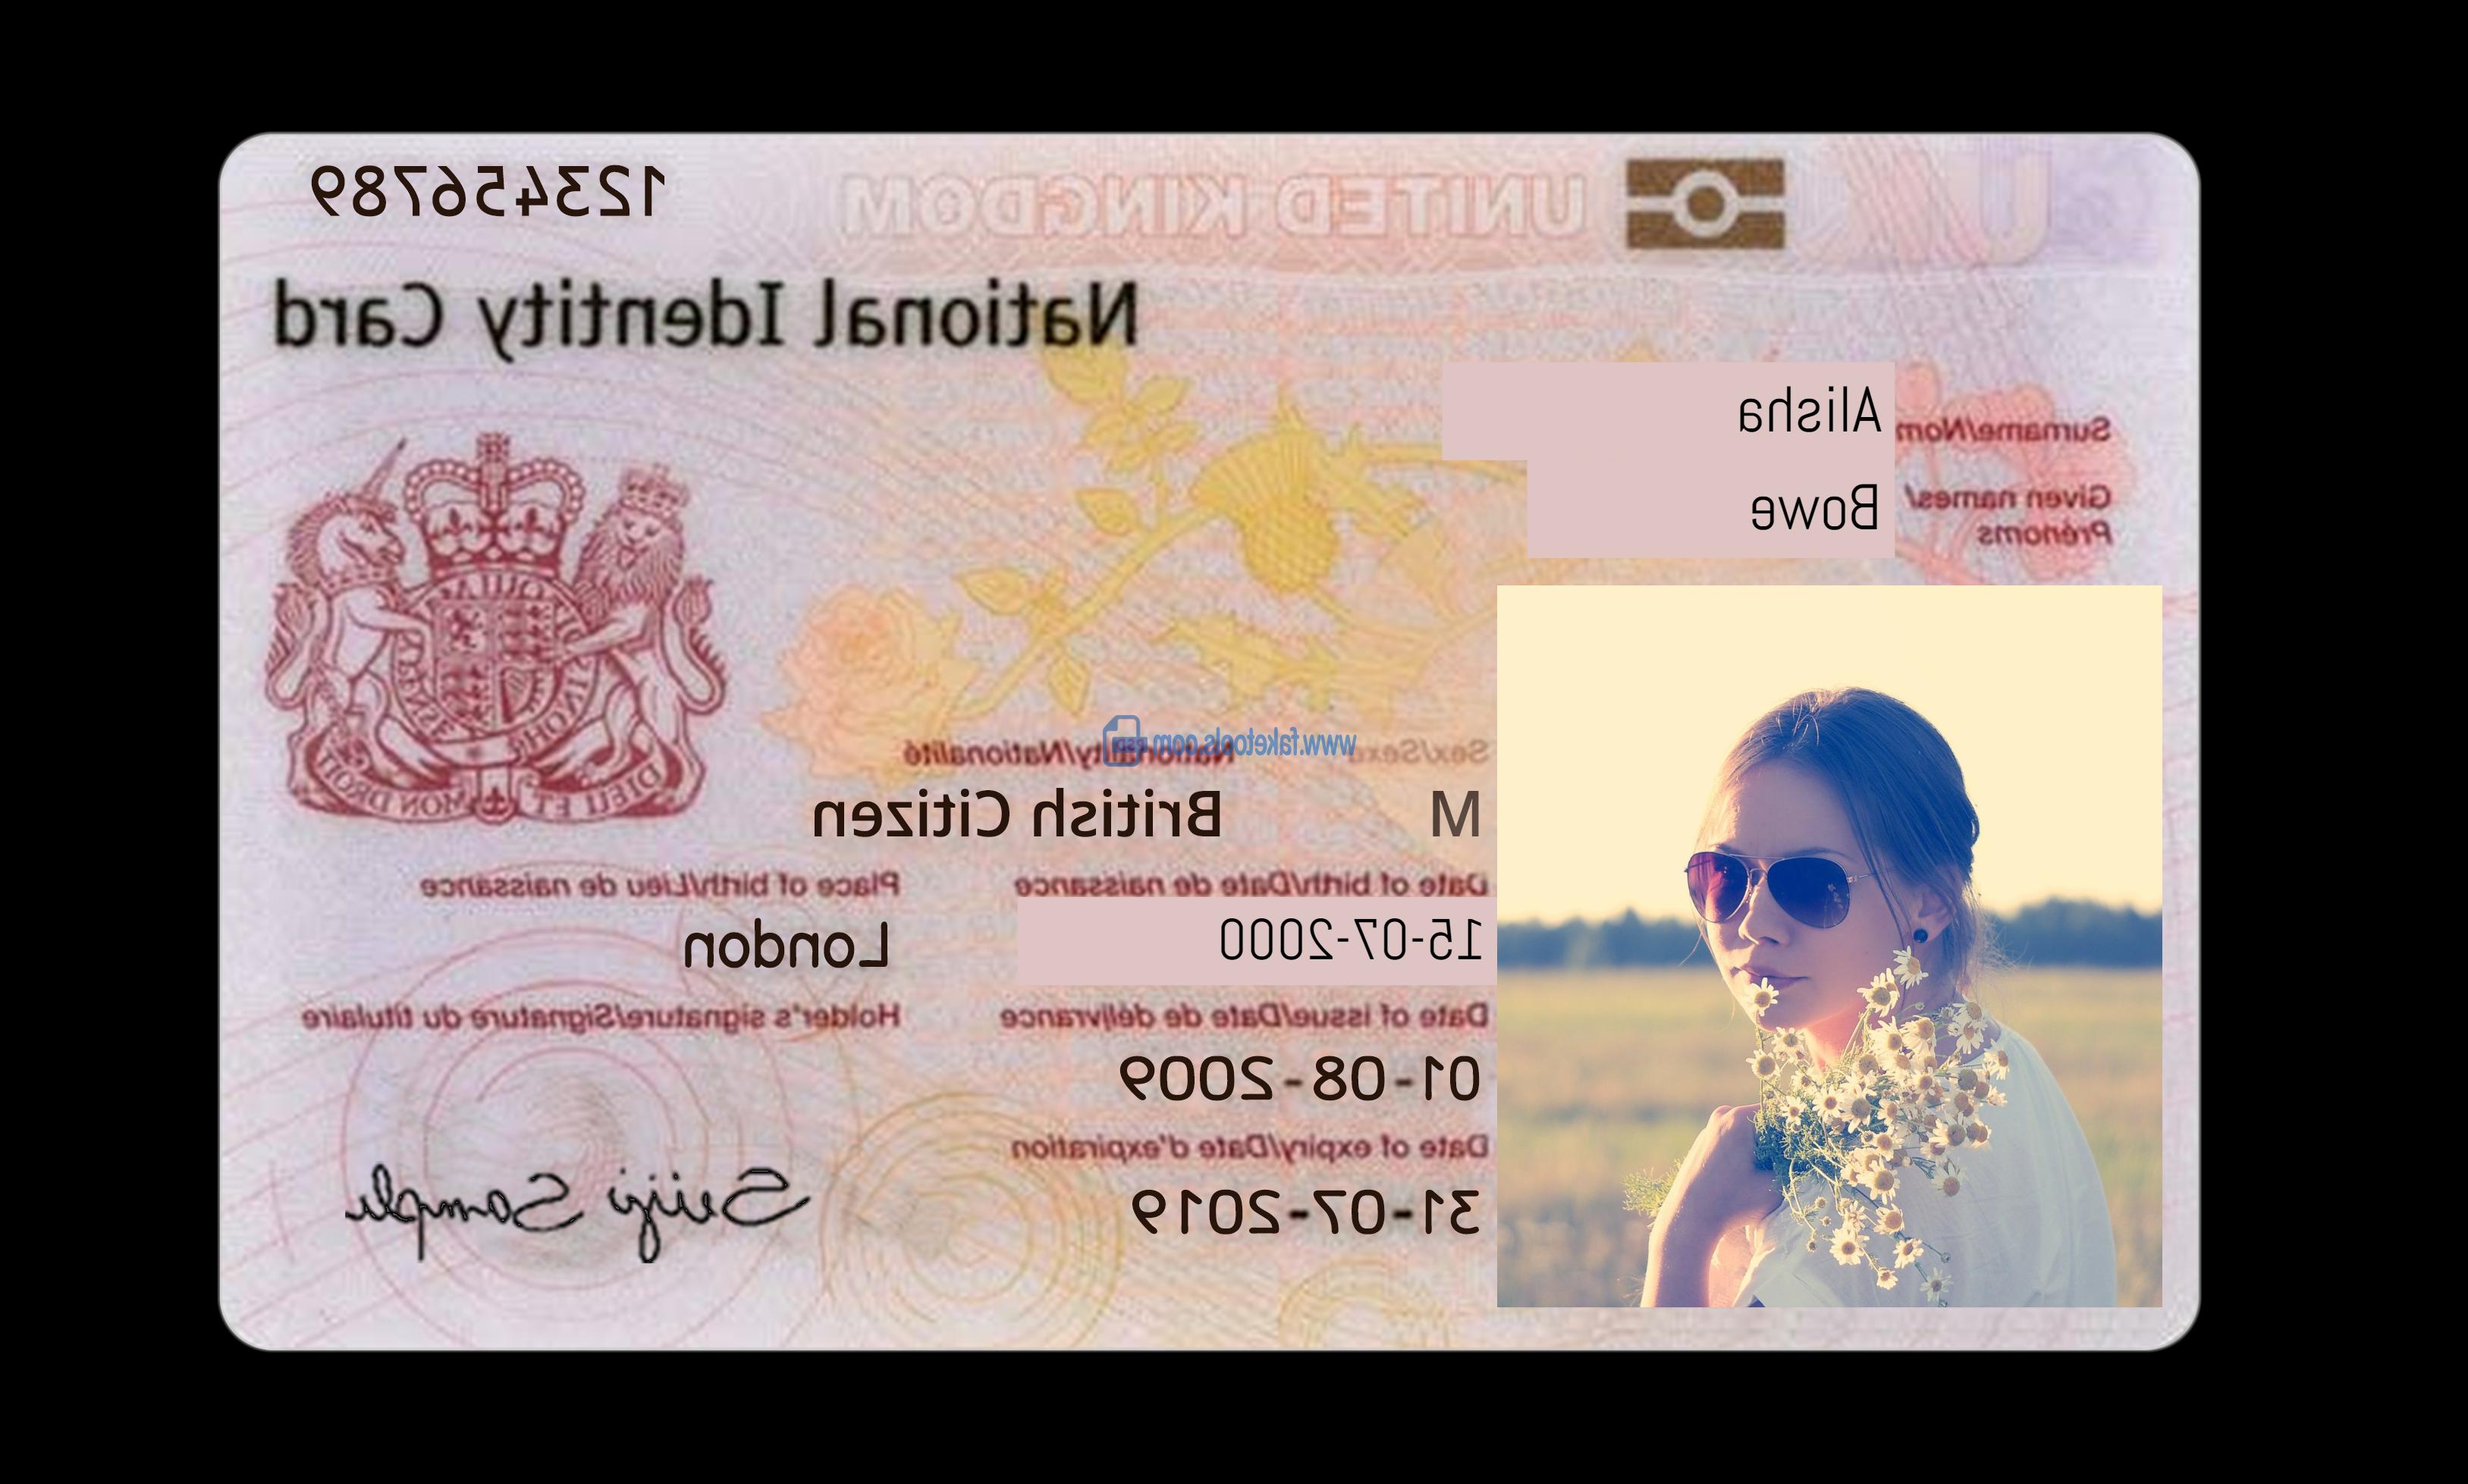 UNITED KINGDOM
123456789
National Identity Card
Surname/Nom
Alisha
Given names/
Prénoms
Bowe
www.faketools.com
Sex/Sexe
Nationality/Nationalité
M
British Citizen
Date of birth/Date de naissance
Place of birth/Lieu de naissance
15-07-2000
London
Date of issue/Date de délivrance
Holder's signature/Signature du titulaire
01-08-2009
Date of expiry/Date d'expiration
31-07-2019
DIEU ET MON DROIT